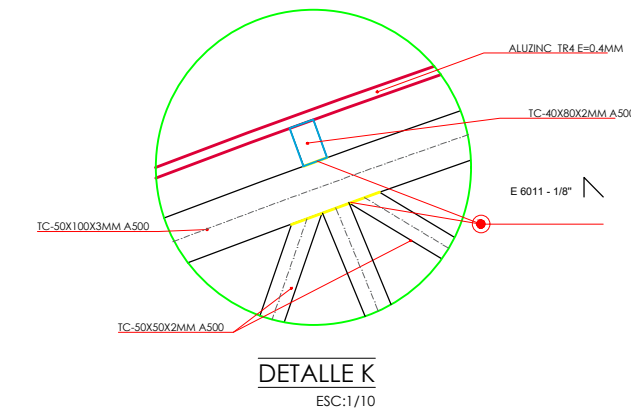 ALUZINC TR4 E=0.4MM
TC-40X80X2MM A500
E 6011 - 1/8"
TC-50X100X3MM A500
TC-50X50X2MM A500
DETALLE K
ESC:1/10